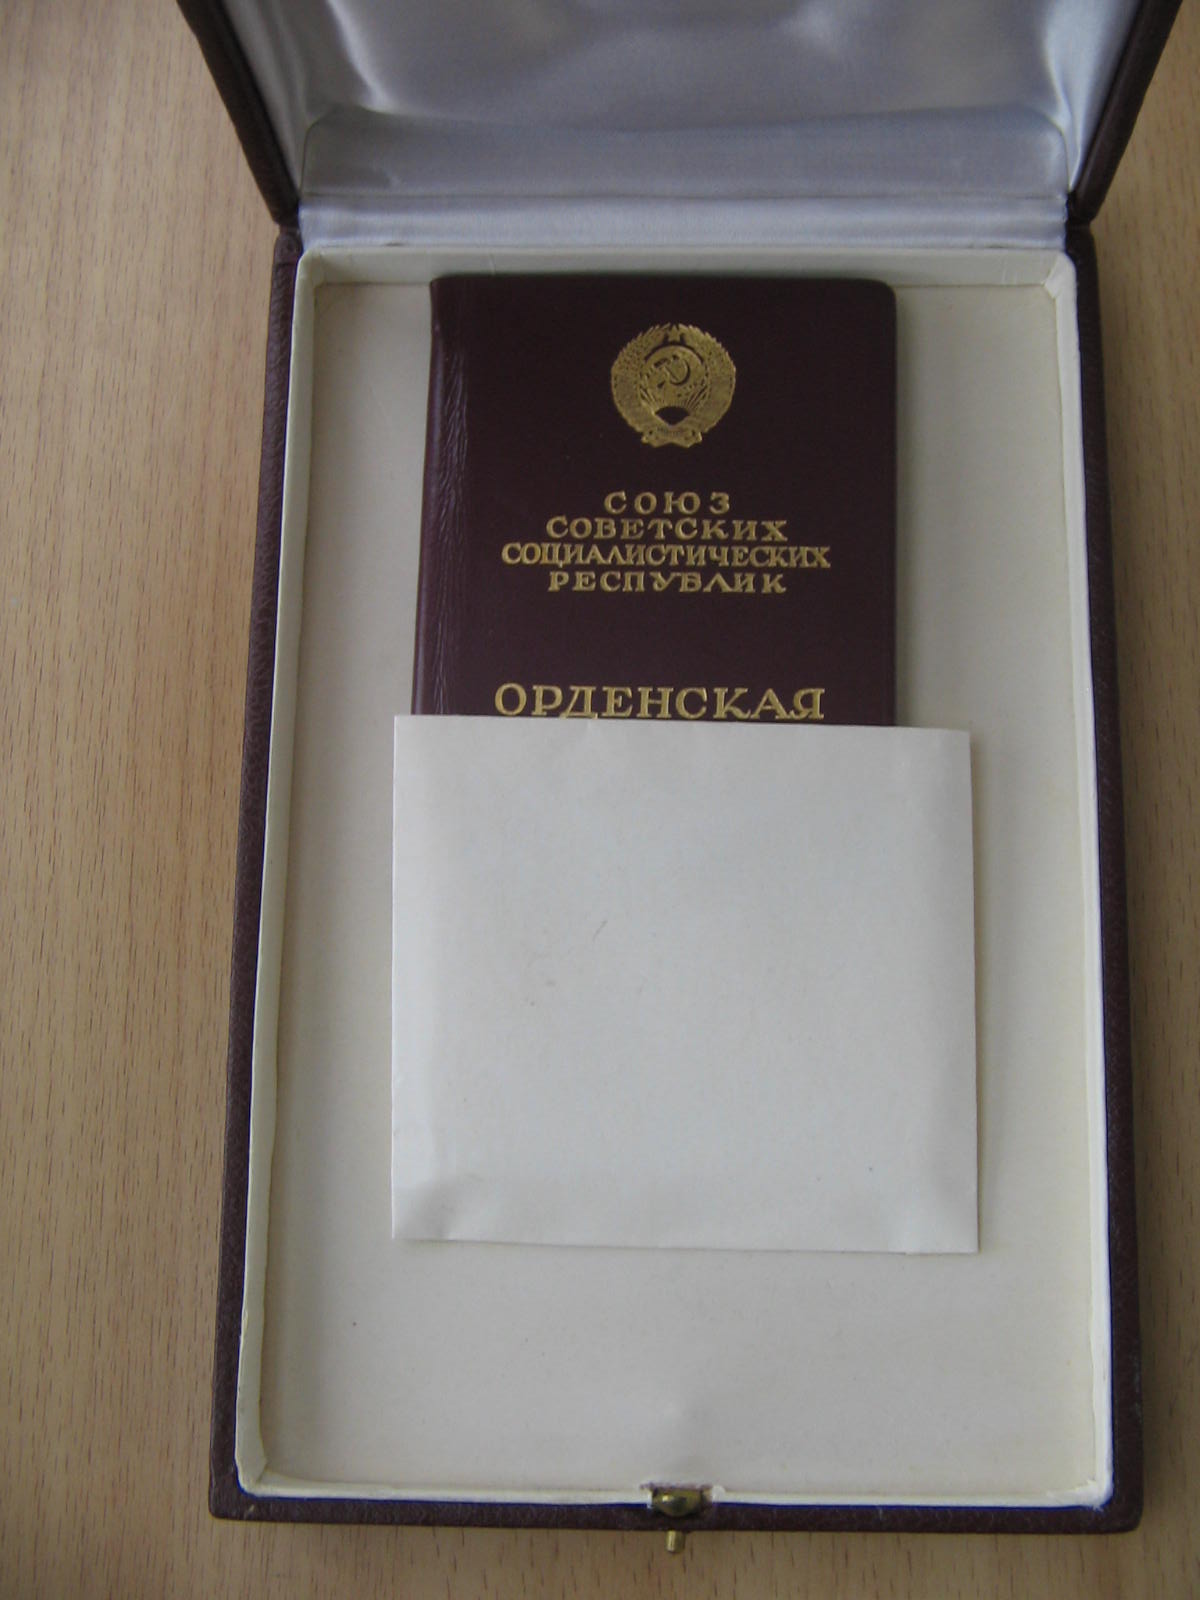 СОЮЗ
СОВЕТСКИХ
СОЦИАЛИСТИЧЕСКИХ
РЕСПУБЛИК
ОРДЕНСКАЯ